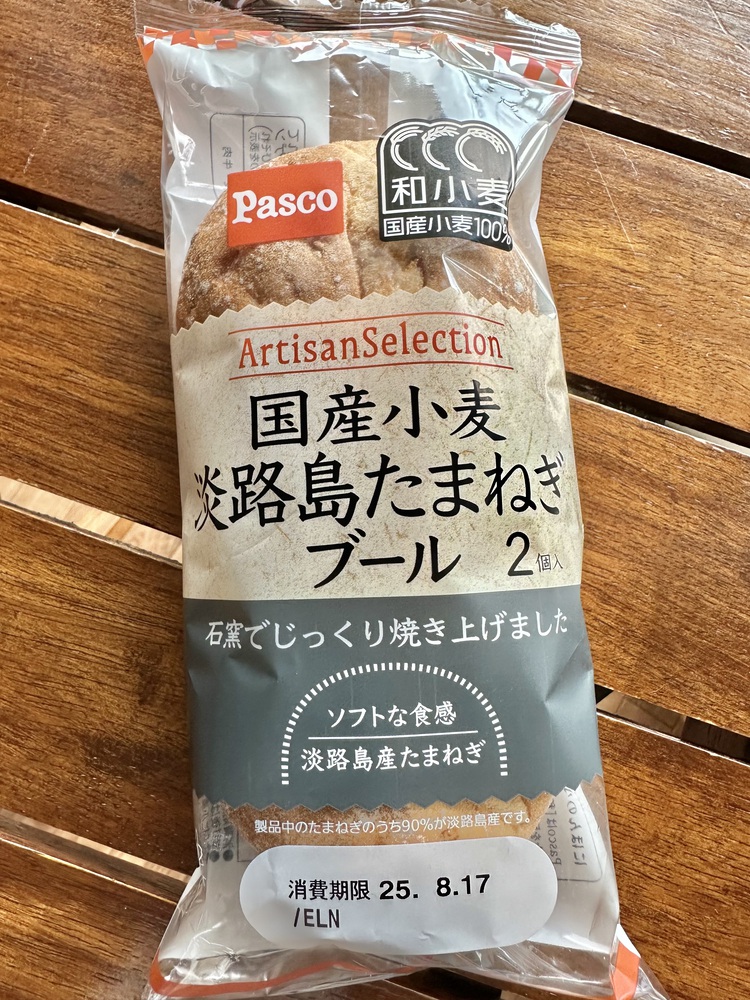 Pasco
和小麦
国産小麦100%
ArtisanSelection
国産小麦
淡路島たまねぎ
ブール 2個入
石窯でじっくり焼き上げました
ソフトな食感
淡路島産たまねぎ
製品中のたまねぎのうち90%が淡路島産です。
消費期限 25. 8.17
/ELN